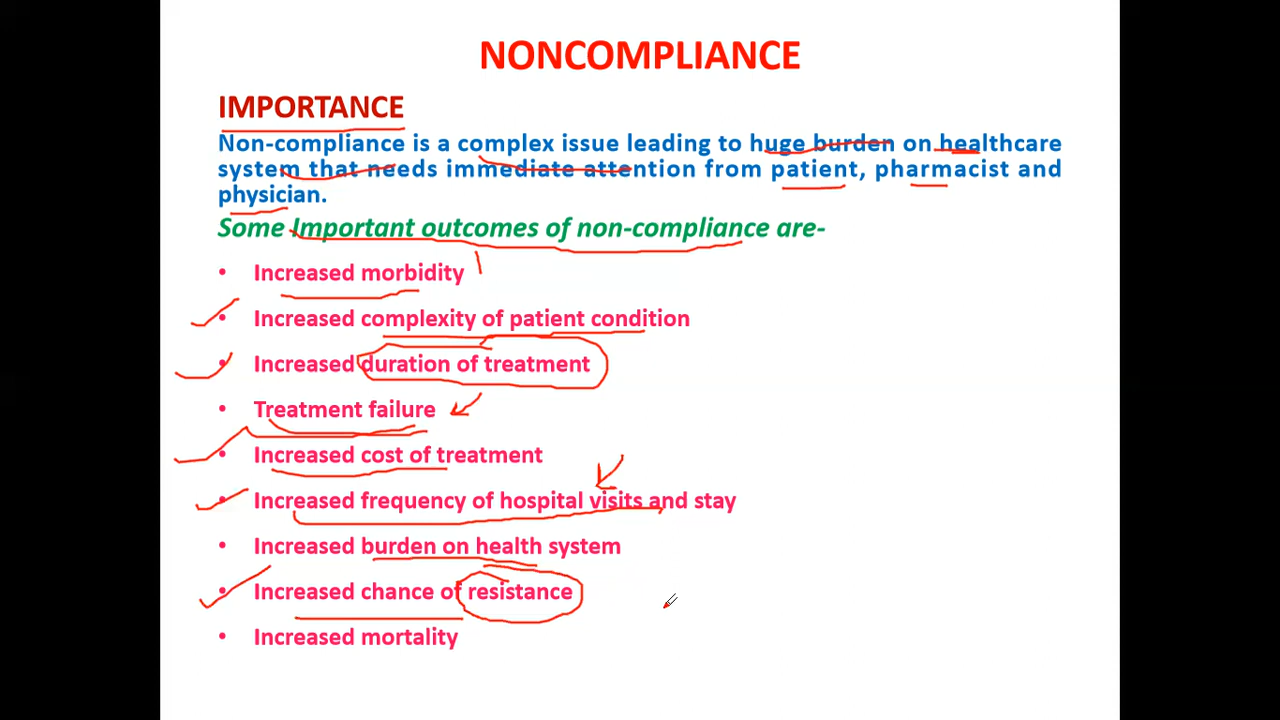 NONCOMPLIANCE
IMPORTANCE
Non-compliance is a complex issue leading to huge burden on healthcare
system that needs immediate attention from patient, pharmacist and
physician.
Some Important outcomes of non-compliance are-
• Increased morbidity
• Increased complexity of patient condition
• Increased duration of treatment
• Treatment failure
• Increased cost of treatment
• Increased frequency of hospital visits and stay
• Increased burden on health system
• Increased chance of resistance
• Increased mortality